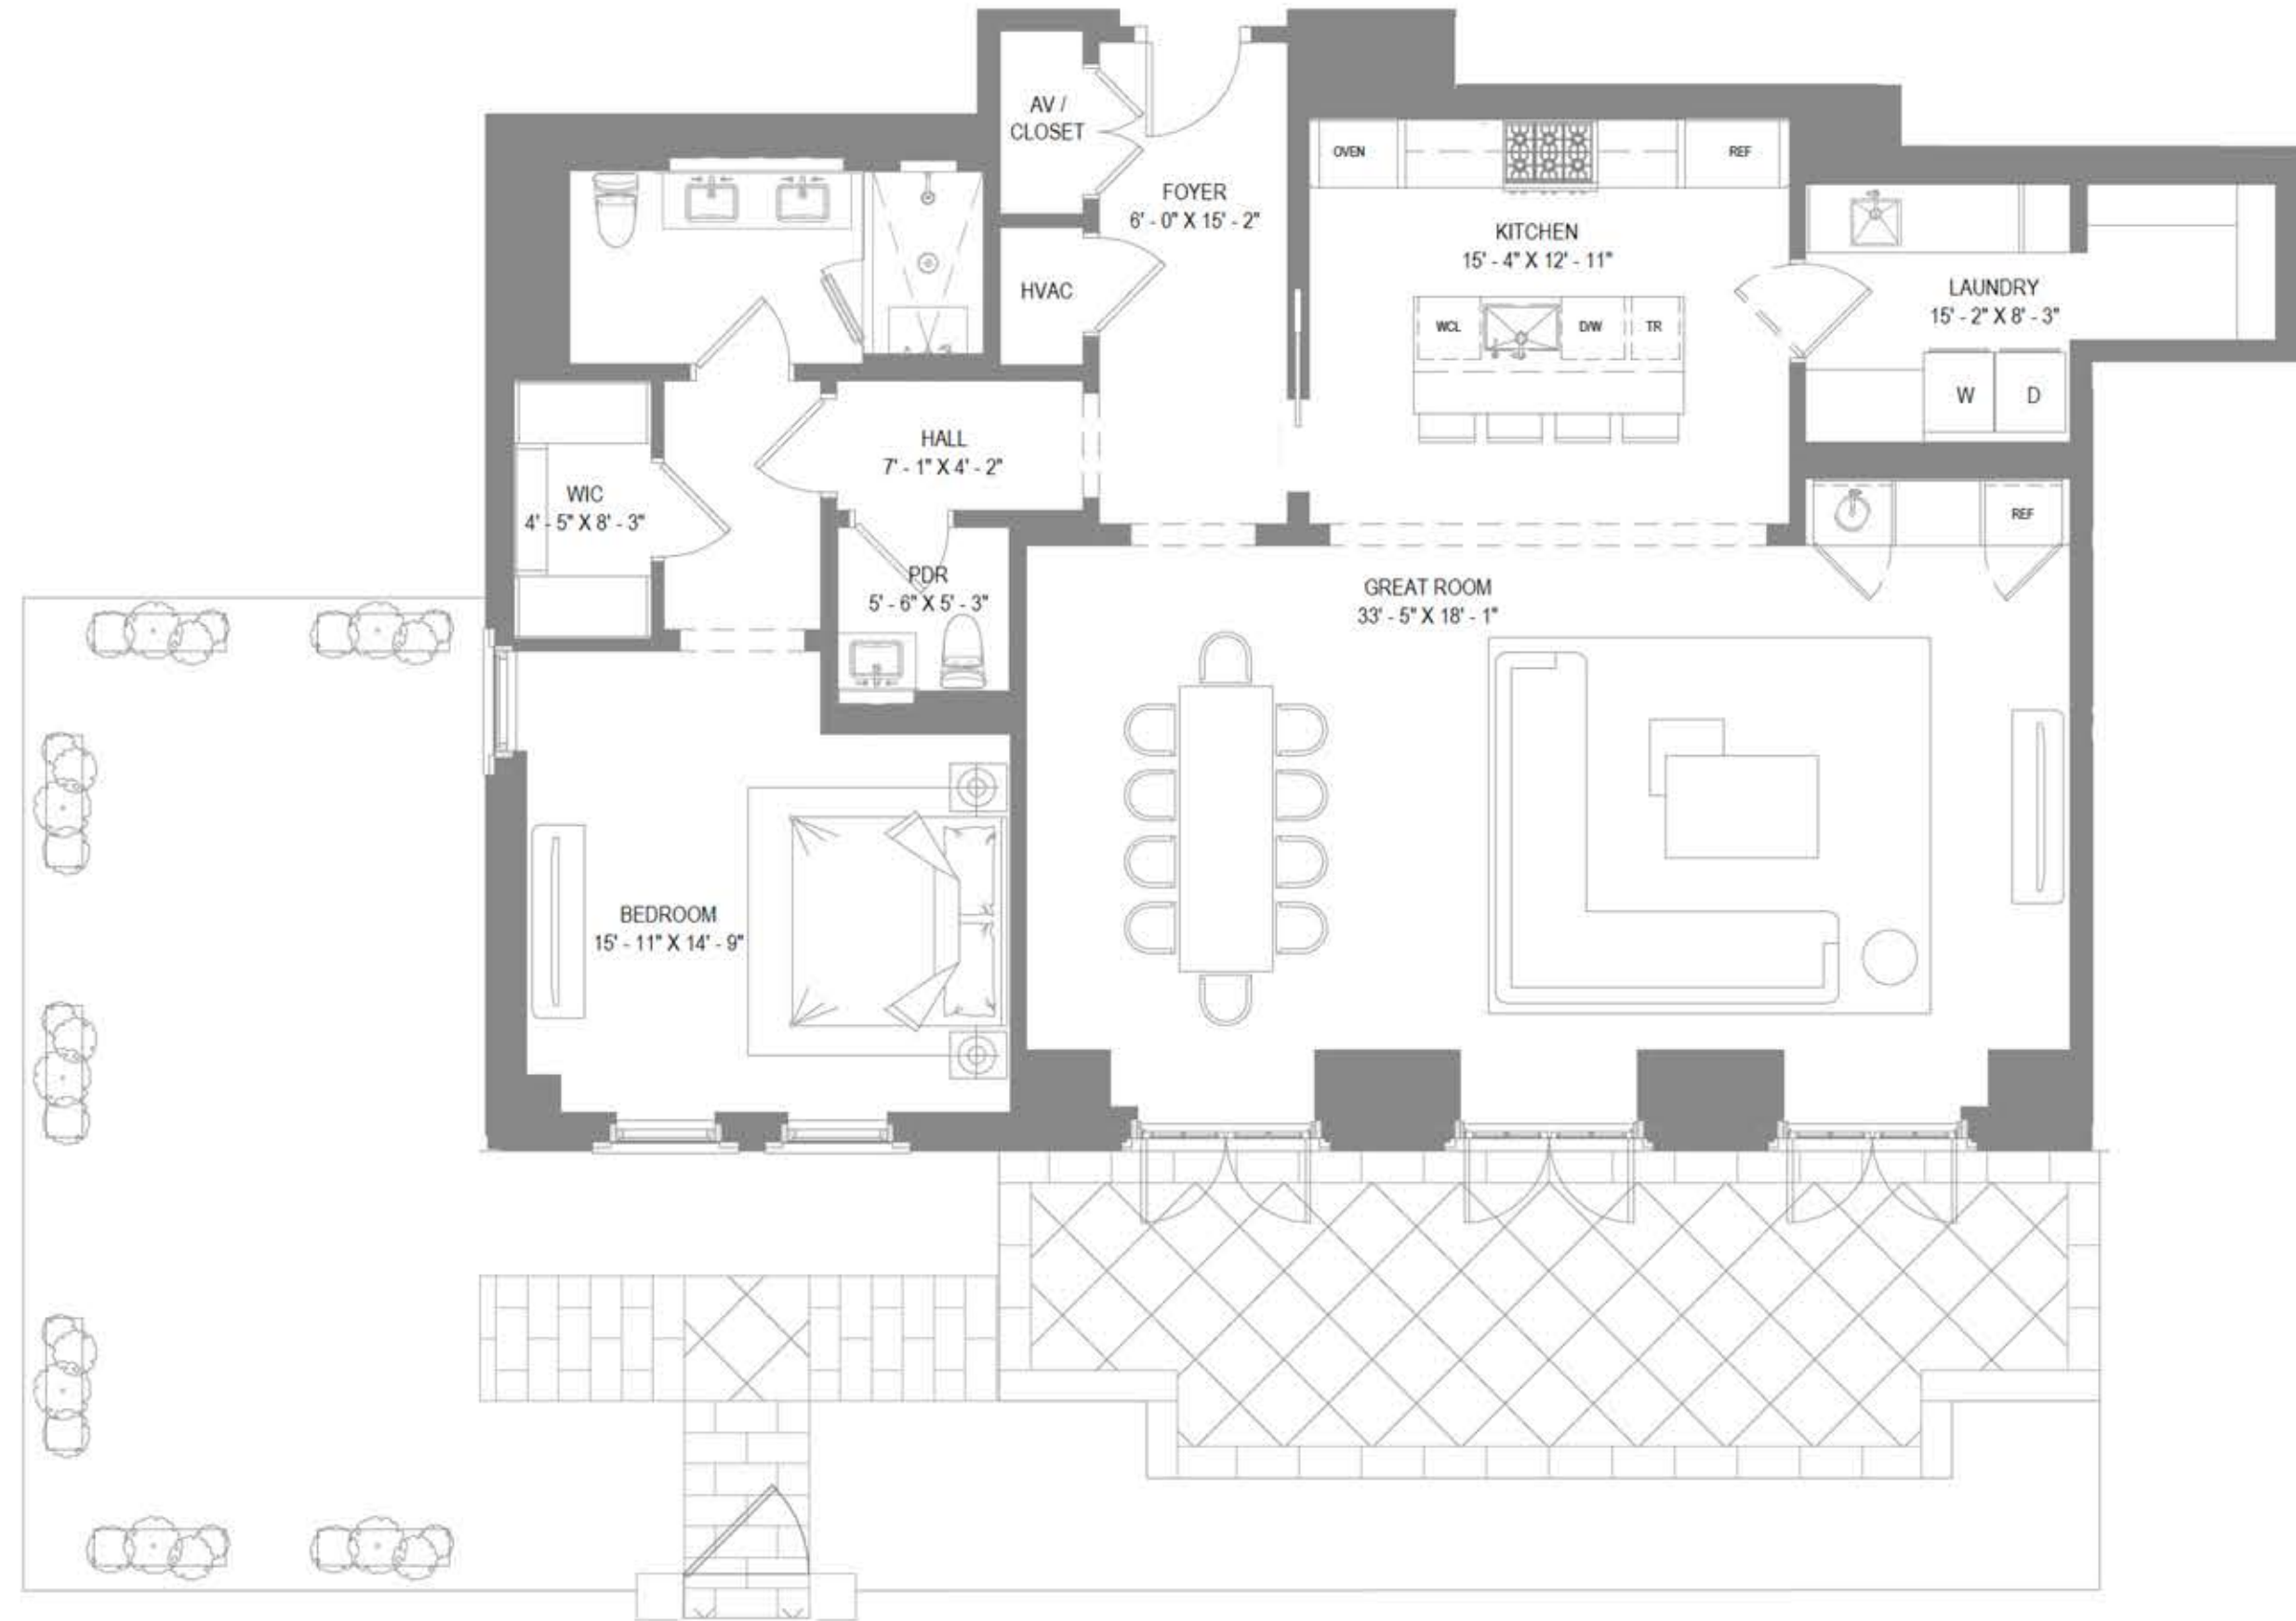 AV /
CLOSET
FOYER
6' - 0" X 15' - 2"
HVAC
OVEN
REF
KITCHEN
15' - 4" X 12' - 11"
WCL
D/W
TR
LAUNDRY
15' - 2" X 8' - 3"
W
D
HALL
7' - 1" X 4' - 2"
WIC
4' - 5" X 8' - 3"
PDR
5' - 6" X 5' - 3"
REF
GREAT ROOM
33' - 5" X 18' - 1"
BEDROOM
15' - 11" X 14' - 9"